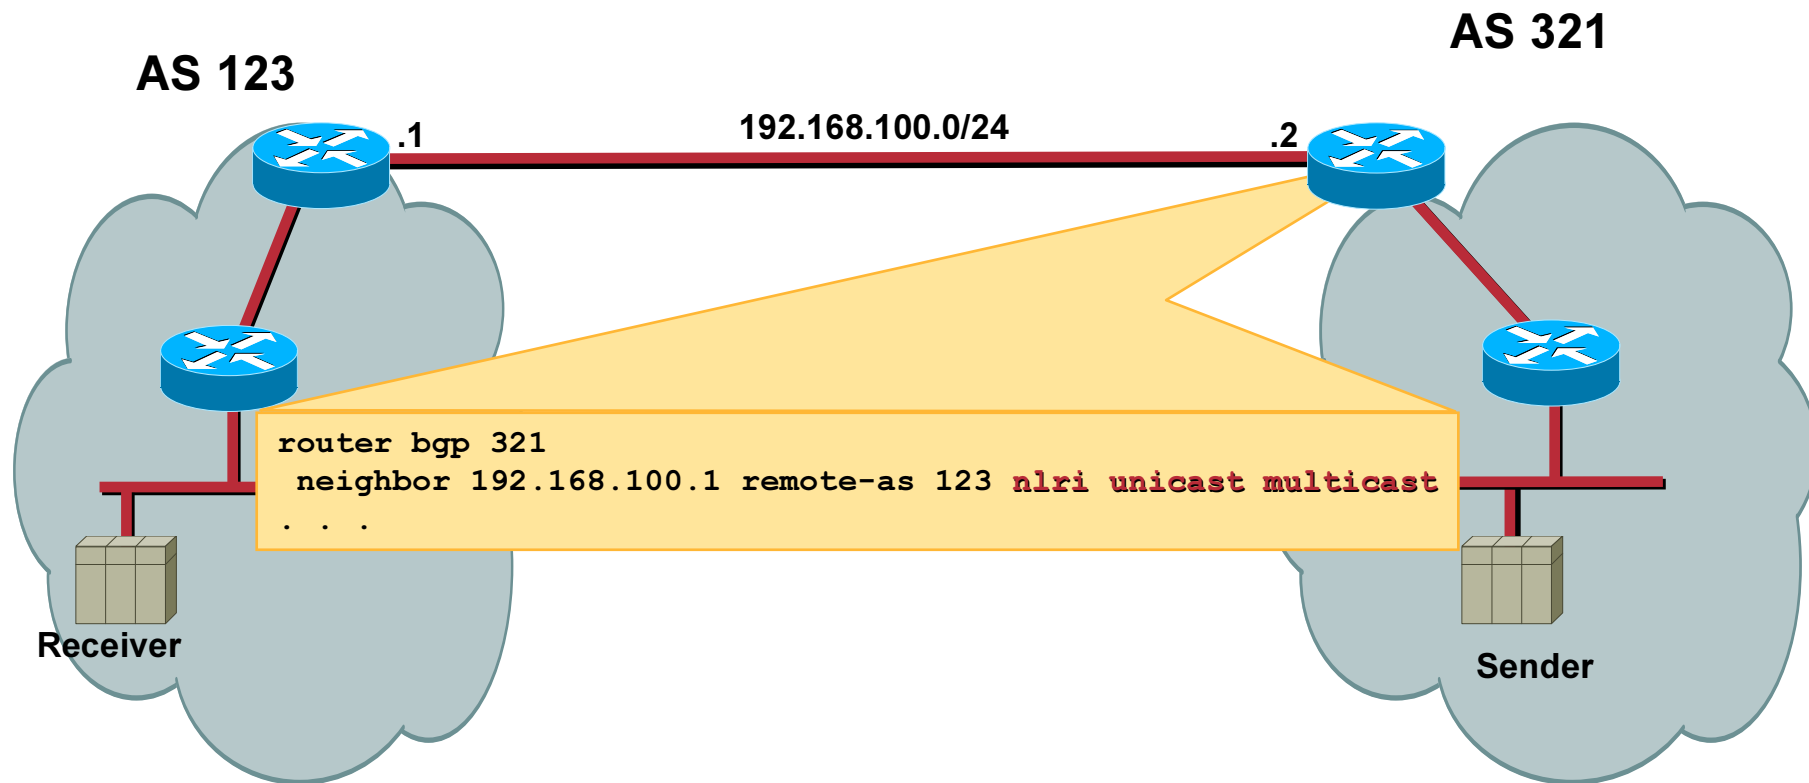 AS 123
AS 321
.1
192.168.100.0/24
.2
router bgp 321
neighbor 192.168.100.1 remote-as 123 nlri unicast multicast
. . .
Receiver
Sender